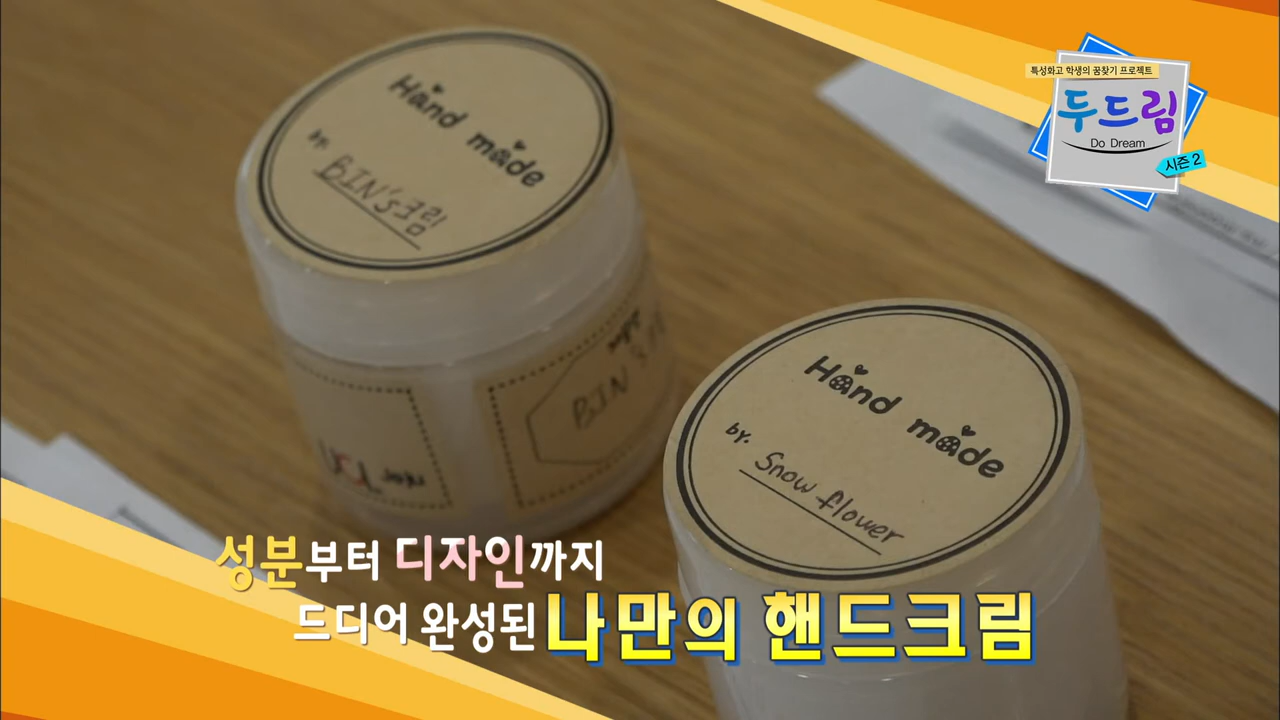 특성화고 학생의 꿈찾기 프로젝트
두드림
Do Dream
시즌 2
Hand made
by.
BIN's크림
BIN's
Hand made
by.
Snow flower
성분부터 디자인까지
드디어 완성된 나만의 핸드크림